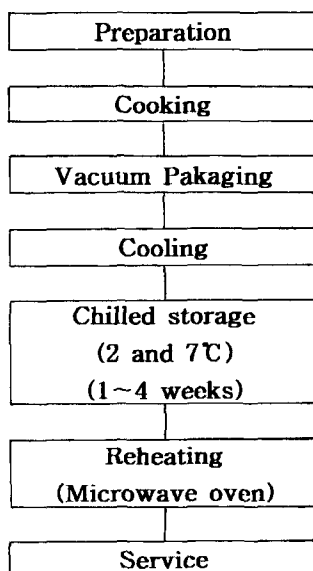 Preparation
Cooking
Vacuum Pakaging
Cooling
Chilled storage
(2 and 7℃)
(1~4 weeks)
Reheating
(Microwave oven)
Service